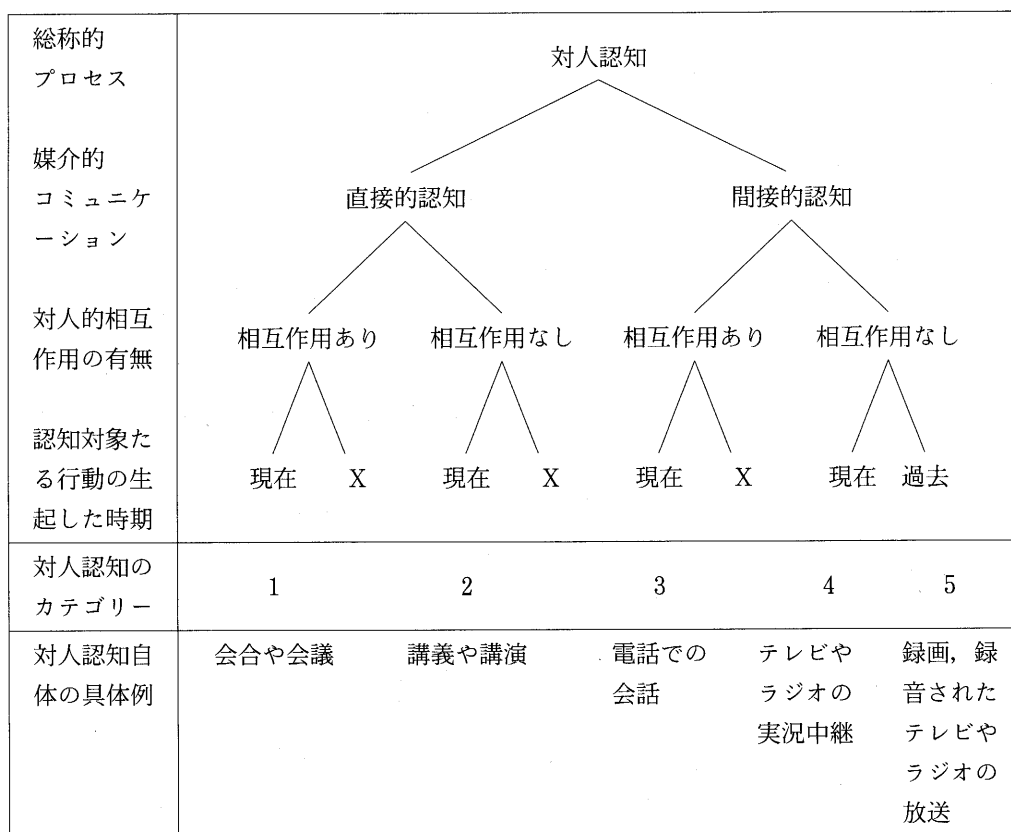 総称的
プロセス
対人認知
媒介的
コミュニケ
ーション
直接的認知 間接的認知
対人的相互
作用の有無
相互作用あり 相互作用なし 相互作用あり 相互作用なし
認知対象た
る行動の生
起した時期
現在 X 現在 X 現在 X 現在 過去
対人認知の
カテゴリー
1 2 3 4 5
対人認知自
体の具体例
会合や会議
講義や講演
電話での
会話
テレビや
ラジオの
実況中継
録画，録
音された
テレビや
ラジオの
放送